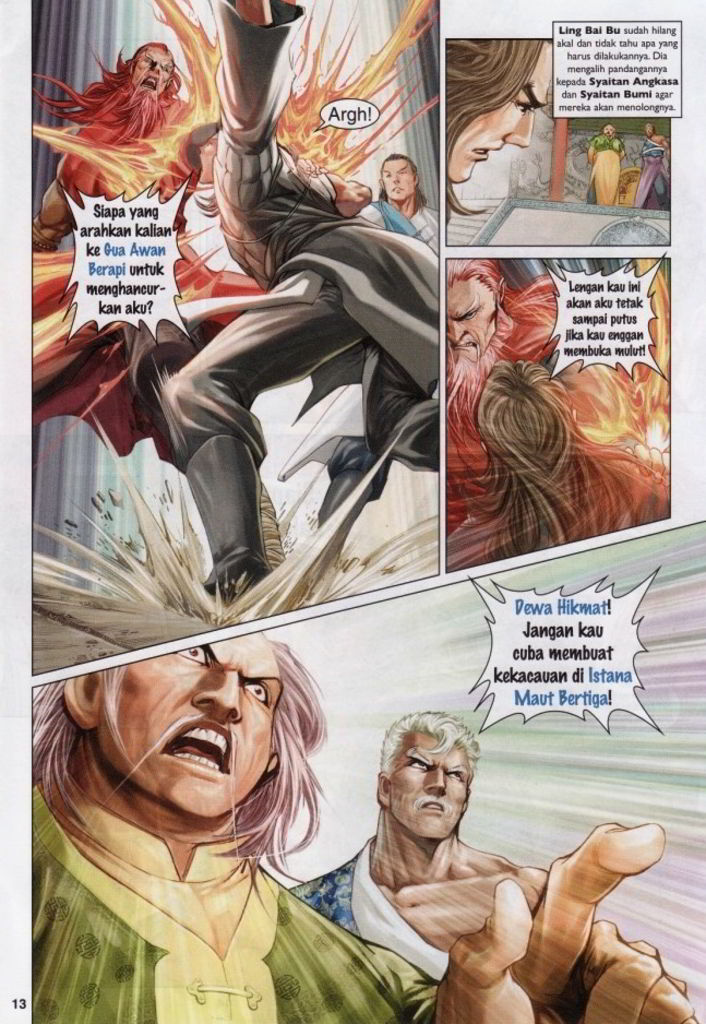 Argh!
Siapa yang
arahkan kalian
ke Gua Awan
Berapi untuk
menghancur-
kan aku?
Ling Bai Bu sudah hilang
akal dan tidak tahu apa yang
harus dilakukannya. Dia
mengalih pandangannya
kepada Syaitan Angkasa
dan Syaitan Bumi agar
mereka akan menolongnya.
Lengan kau ini
akan aku tetak
sampai putus
jika kau enggan
membuka mulut!
Dewa Hikmat!
Jangan kau
cuba membuat
kekacauan di Istana
Maut Bertiga!
13